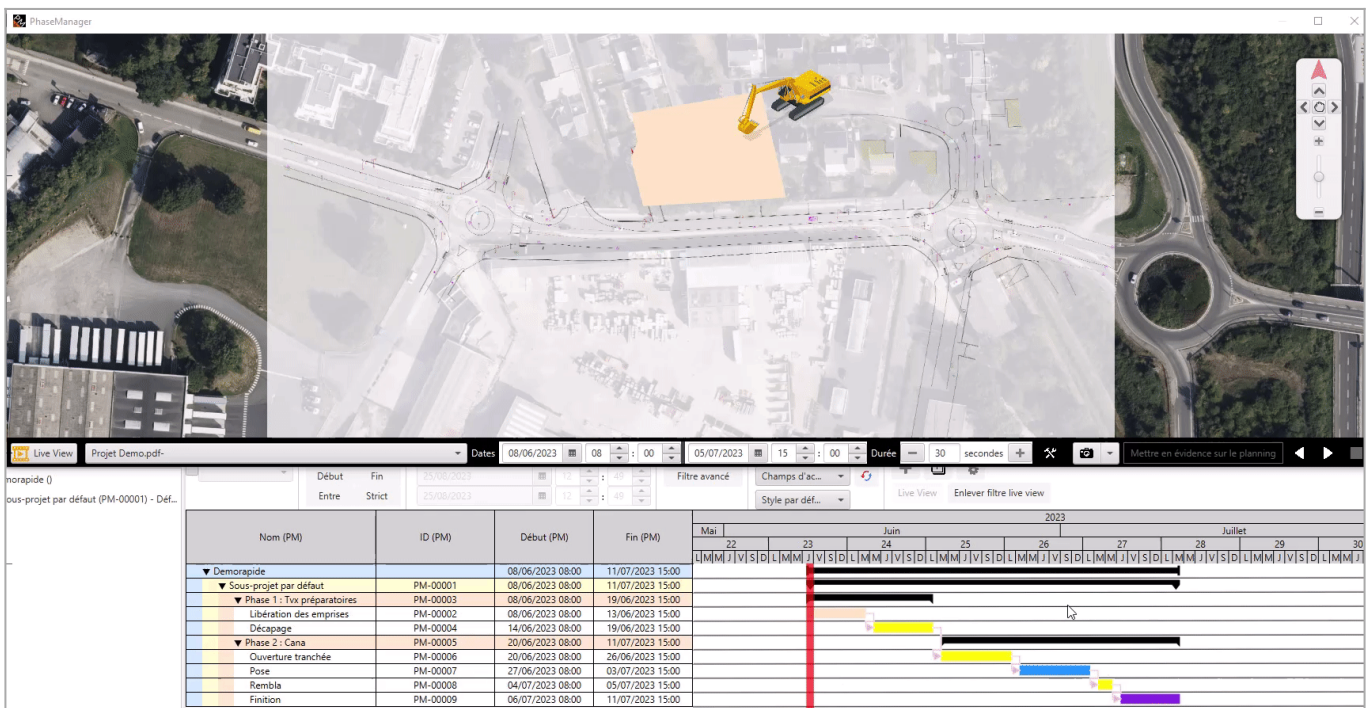 PhaseManager
Live View Projet Demo.pdf- Dates 08/06/2023 08 : 00 05/07/2023 15 : 00 Durée 30 secondes Mettre en évidence sur le planning
norapide ()
ous-projet par défaut (PM-00001) - Déf...
Début Fin 25/08/2023 12 : 49 Filtre avancé Champs d'ac...
Entre Strict 25/08/2023 12 : 49 Style par déf... Live View Enlever filtre live view
Nom (PM) ID (PM) Début (PM) Fin (PM)
2023
Mai Juin Juillet
22 23 24 25 26 27 28 29 30
L M M J V S D L M M J V S D L M M J V S D L M M J V S D L M M J V S D L M M J V S D L M M J V S D L M M J V S D L M M J
Demorapide 08/06/2023 08:00 11/07/2023 15:00
Sous-projet par défaut PM-00001 08/06/2023 08:00 11/07/2023 15:00
Phase 1 : Tvx préparatoires PM-00003 08/06/2023 08:00 19/06/2023 15:00
Libération des emprises PM-00002 08/06/2023 08:00 13/06/2023 15:00
Décapage PM-00004 14/06/2023 08:00 19/06/2023 15:00
Phase 2 : Cana PM-00005 20/06/2023 08:00 11/07/2023 15:00
Ouverture tranchée PM-00006 20/06/2023 08:00 26/06/2023 15:00
Pose PM-00007 27/06/2023 08:00 03/07/2023 15:00
Rembla PM-00008 04/07/2023 08:00 05/07/2023 15:00
Finition PM-00009 06/07/2023 08:00 11/07/2023 15:00